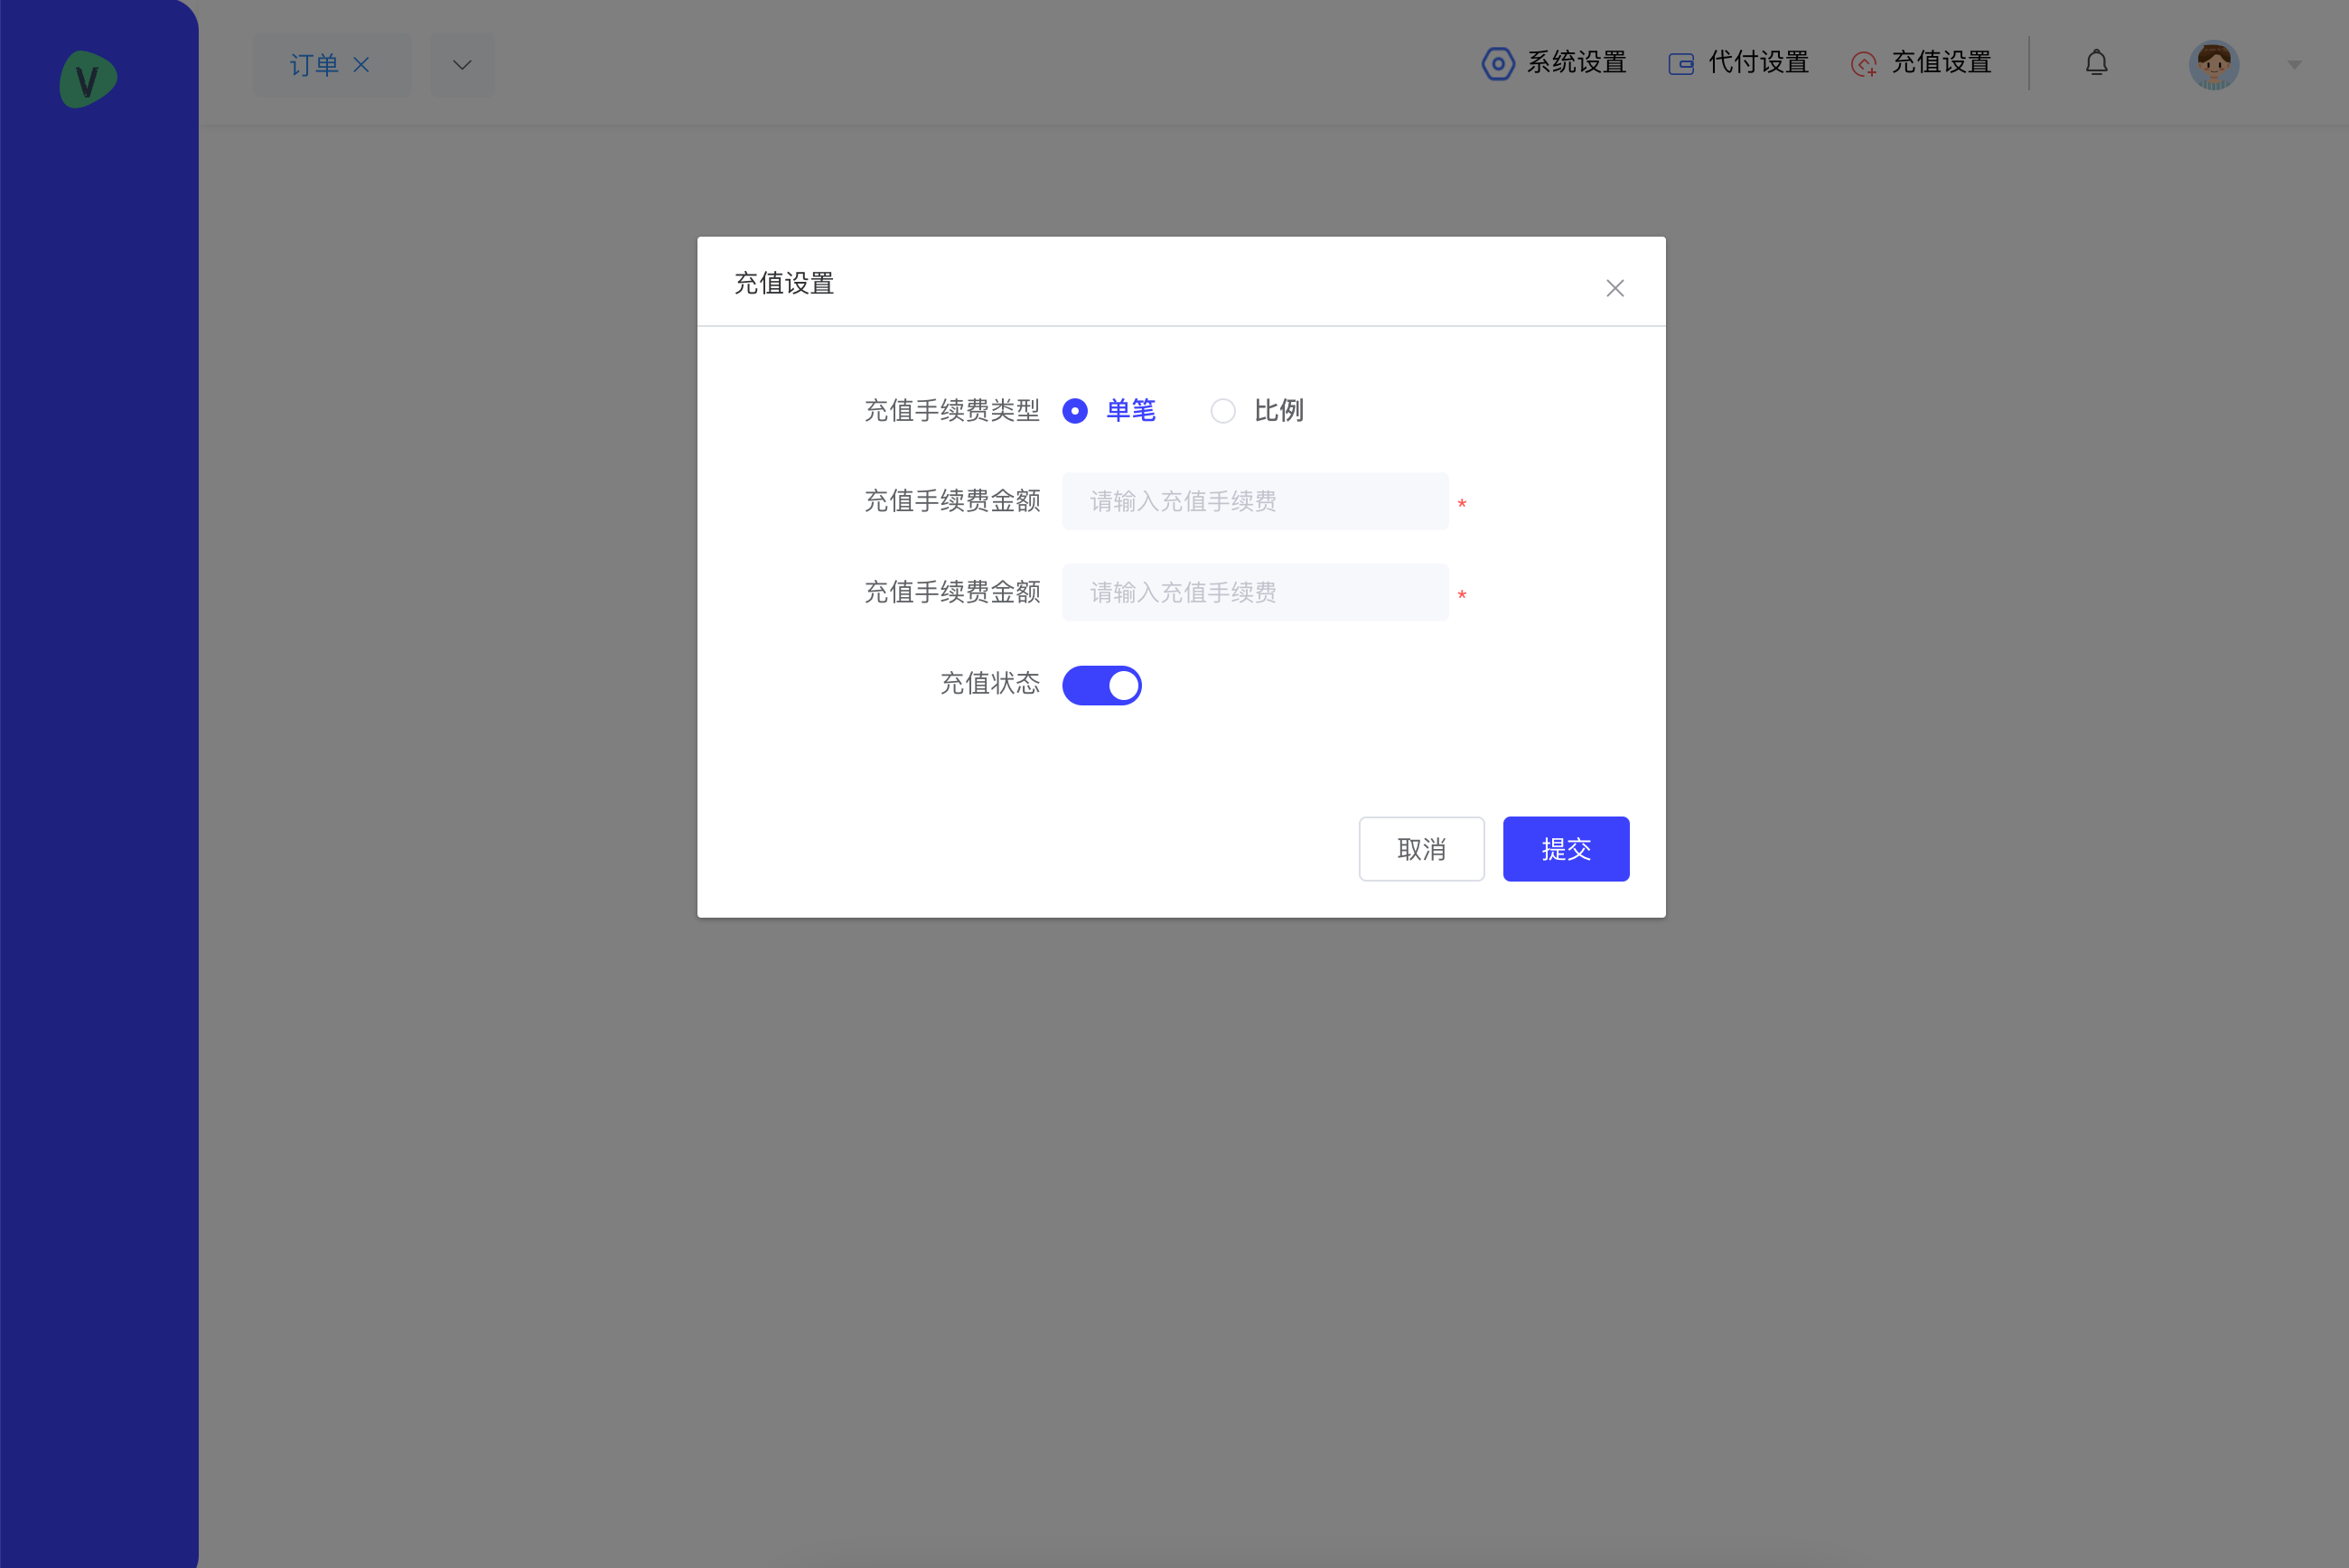 V
订单
系统设置
代付设置
充值设置
充值设置
充值手续费类型 单笔 比例
充值手续费金额 请输入充值手续费 *
充值手续费金额 请输入充值手续费 *
充值状态
取消 提交